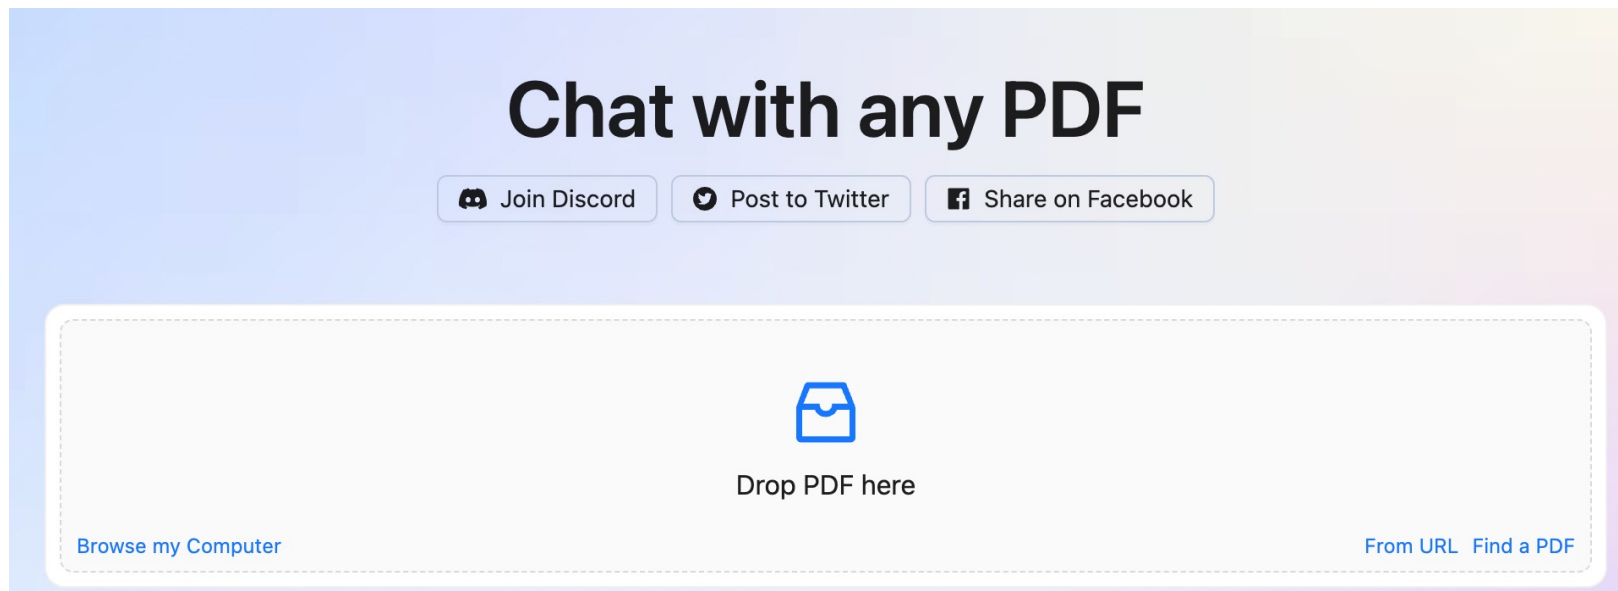 Chat with any PDF
Join Discord Post to Twitter Share on Facebook
Drop PDF here
Browse my Computer From URL Find a PDF